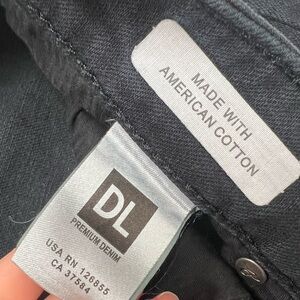 MADE WITH
AMERICAN COTTON
DL
PREMIUM DENIM
USA RN 126855
CA 37584